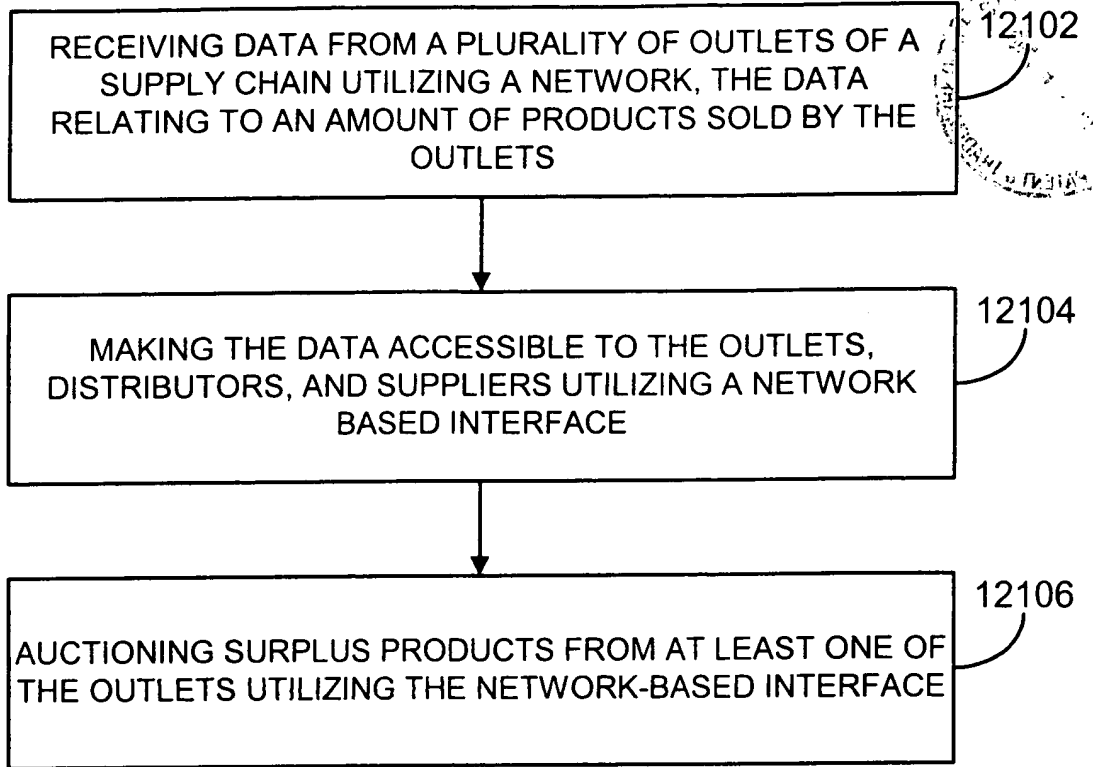 RECEIVING DATA FROM A PLURALITY OF OUTLETS OF A
SUPPLY CHAIN UTILIZING A NETWORK, THE DATA
RELATING TO AN AMOUNT OF PRODUCTS SOLD BY THE
OUTLETS
12102
MAKING THE DATA ACCESSIBLE TO THE OUTLETS,
DISTRIBUTORS, AND SUPPLIERS UTILIZING A NETWORK
BASED INTERFACE
12104
AUCTIONING SURPLUS PRODUCTS FROM AT LEAST ONE OF
THE OUTLETS UTILIZING THE NETWORK-BASED INTERFACE
12106